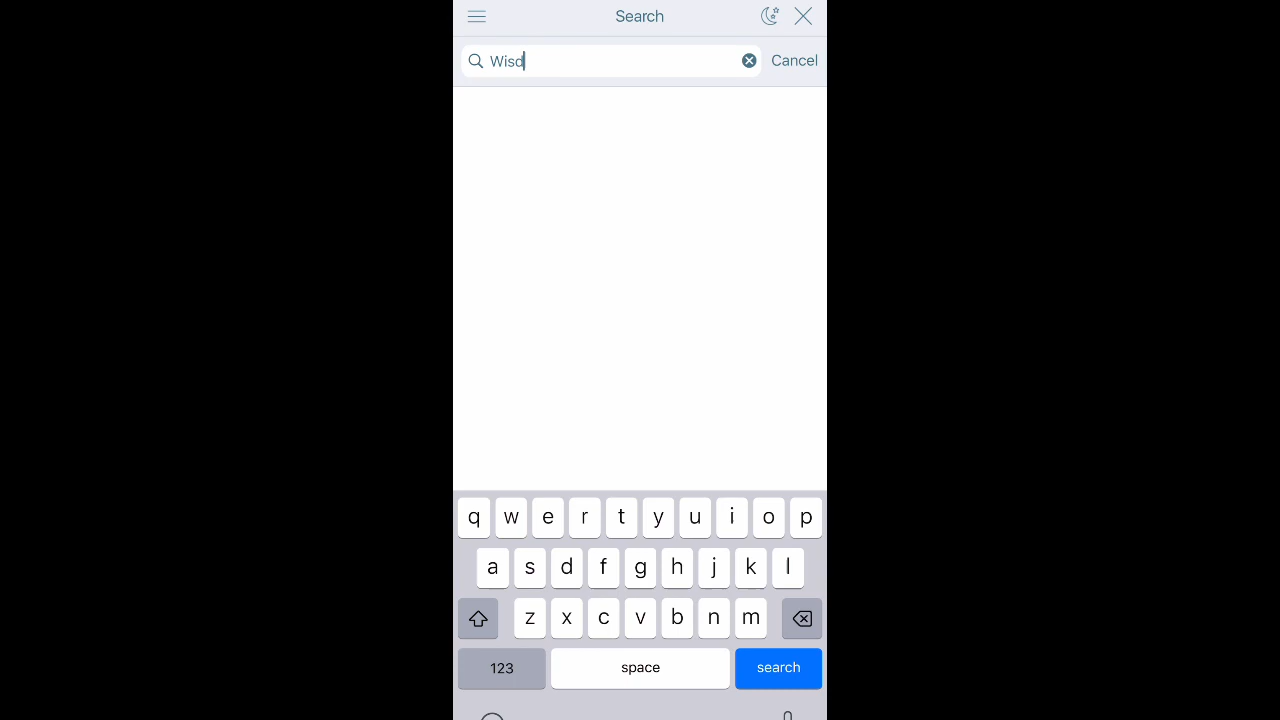 Search
Wisd Cancel
q w e r t y u i o p
a s d f g h j k l
z x c v b n m
123 space search